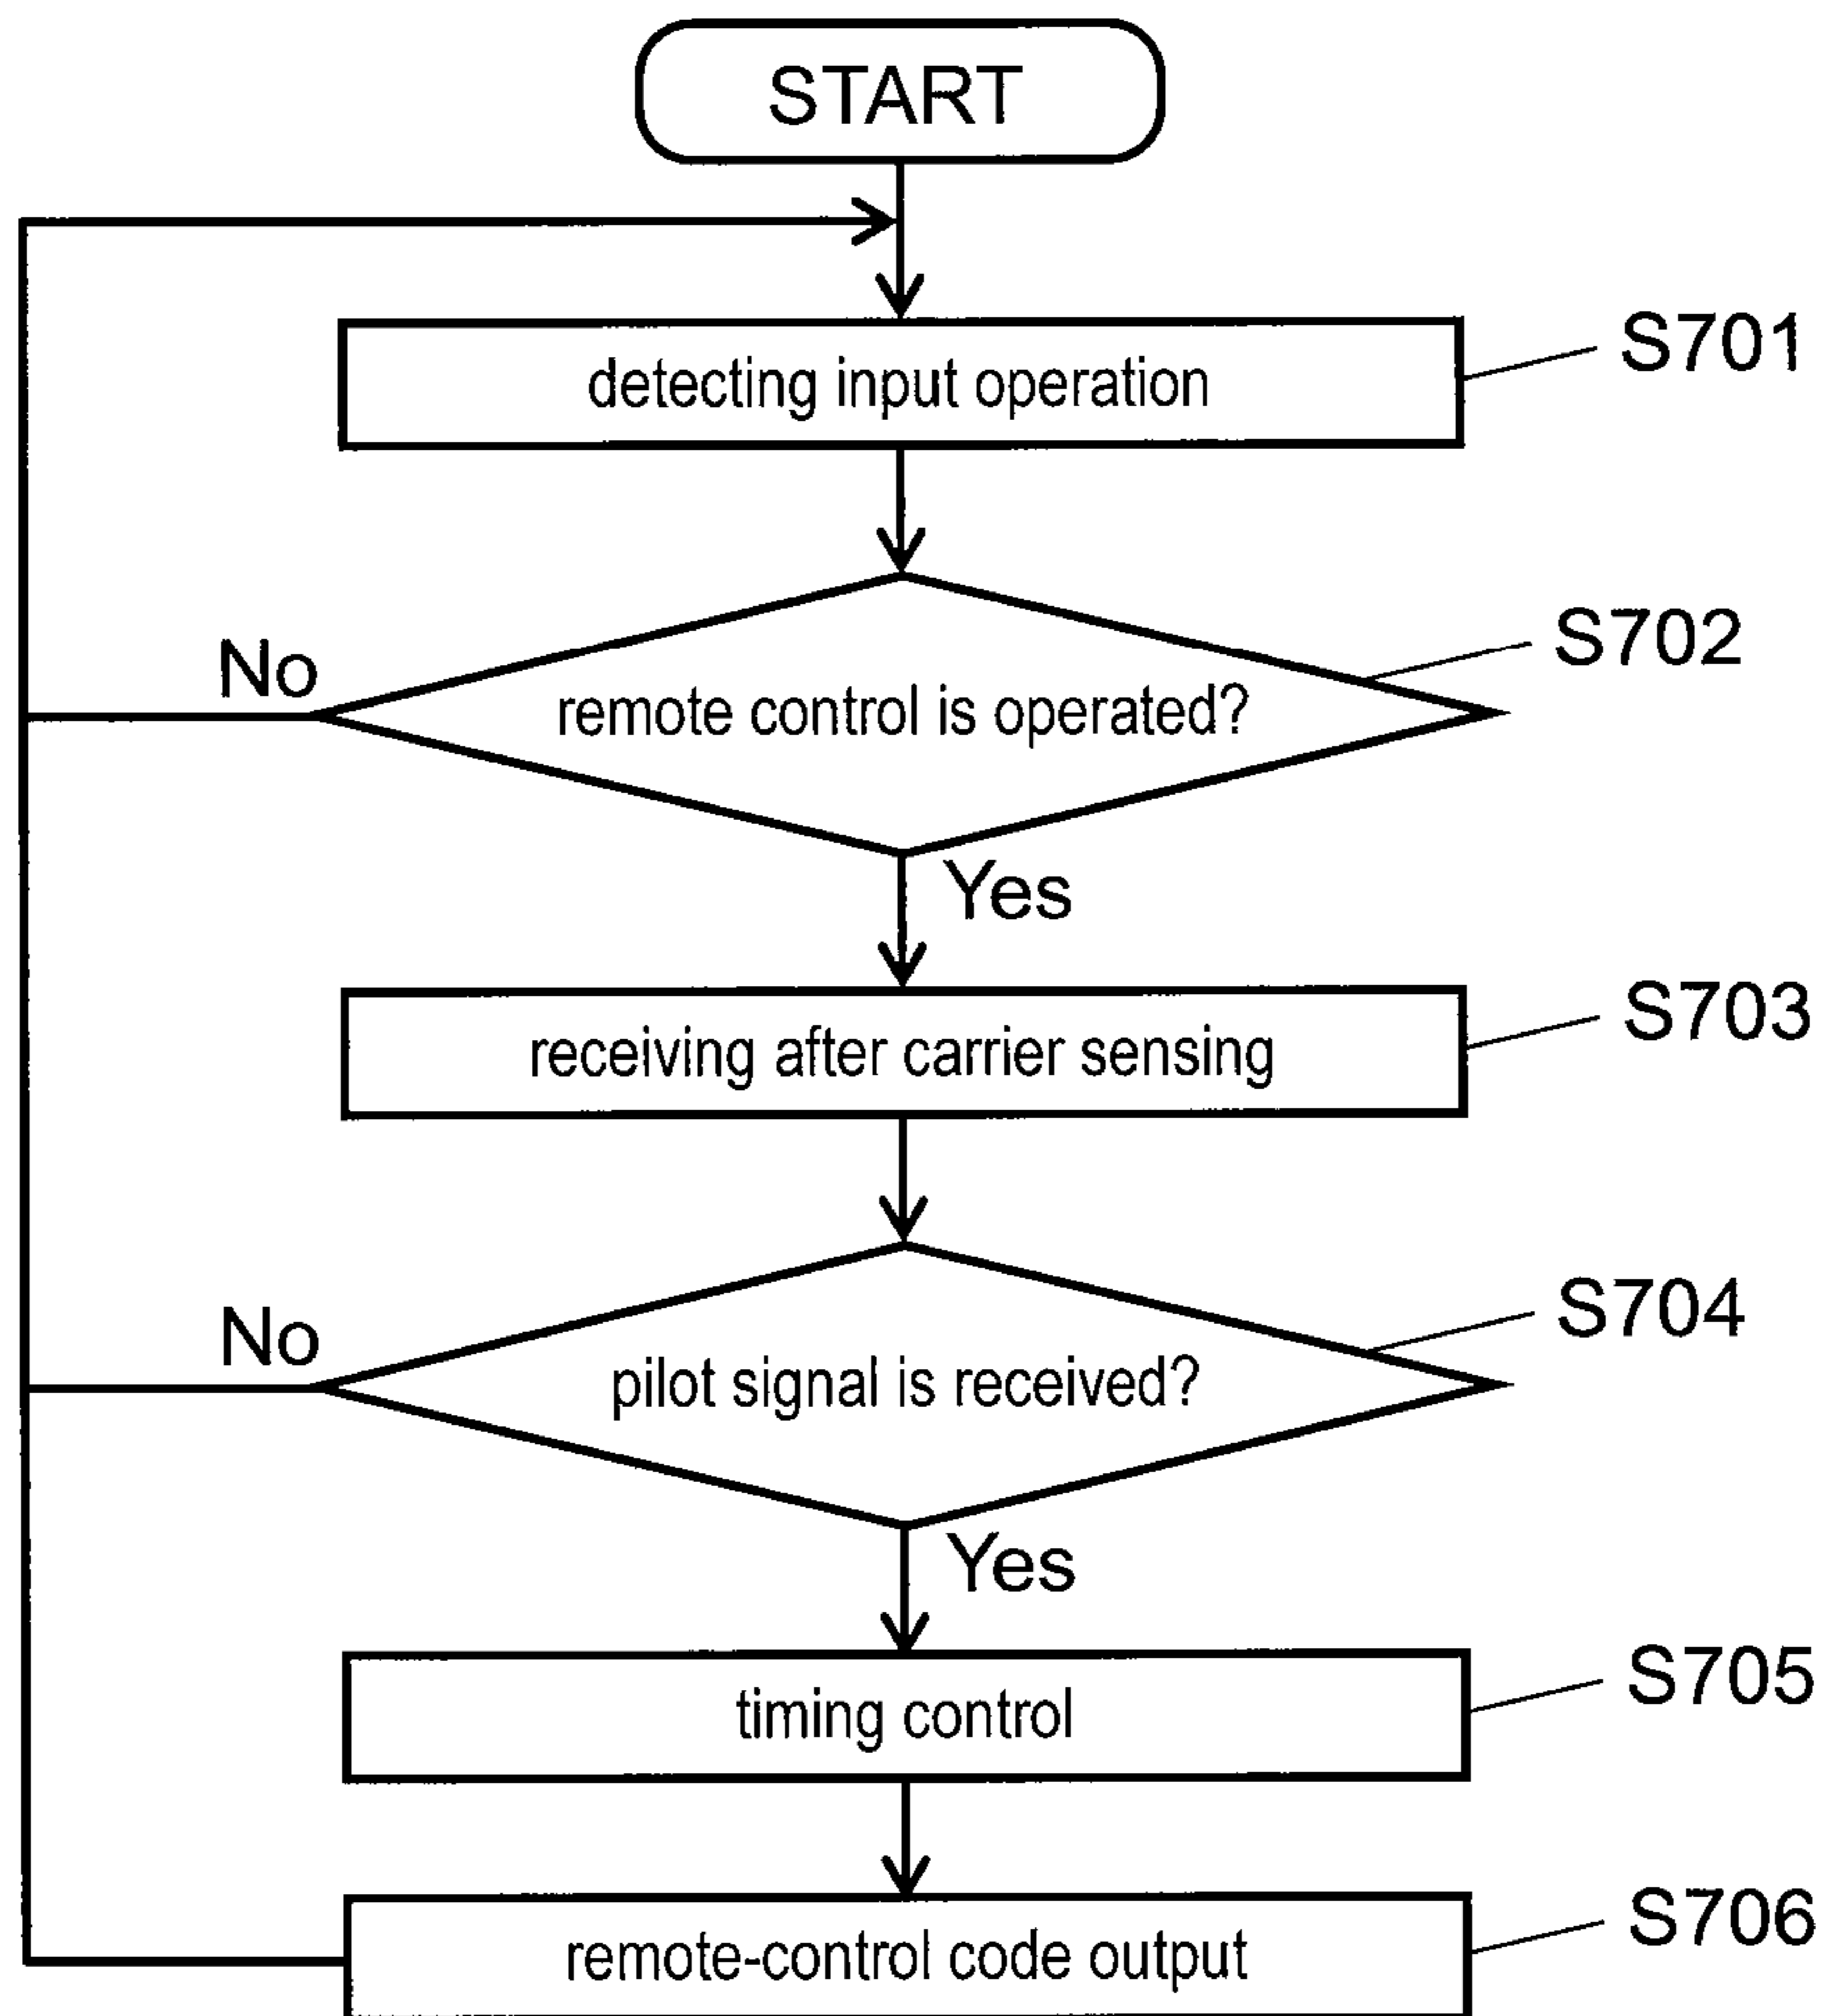 START
detecting input operation
S701
remote control is operated?
S702
No
Yes
receiving after carrier sensing
S703
pilot signal is received?
S704
No
Yes
timing control
S705
remote-control code output
S706